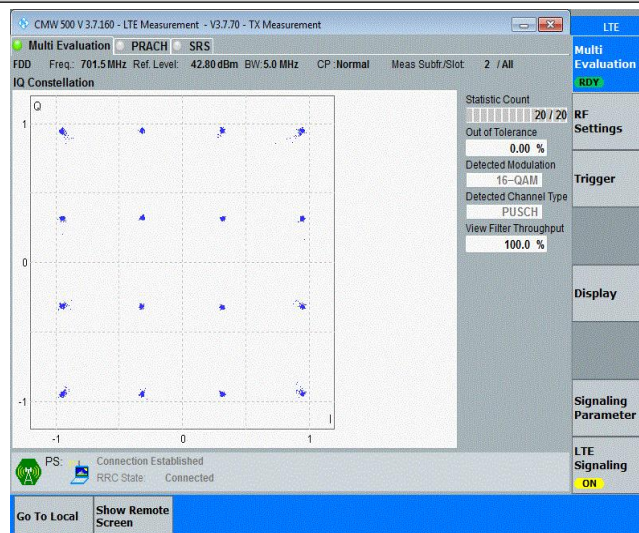 CMW 500 V 3.7.160 - LTE Measurement - V3.7.70 - TX Measurement
LTE
Multi Evaluation PRACH SRS
Multi
Evaluation
RDY
FDD Freq.: 701.5 MHz Ref. Level: 42.80 dBm BW: 5.0 MHz CP : Normal Meas Subfr./Slot: 2 / All
IQ Constellation
Q
1
0
-1
-1 0 1
I
Statistic Count
20 / 20
Out of Tolerance
0.00 %
Detected Modulation
16-QAM
Detected Channel Type
PUSCH
View Filter Throughput
100.0 %
RF
Settings
Trigger
Display
Signaling
Parameter
LTE
Signaling
ON
PS: Connection Established
RRC State: Connected
Go To Local
Show Remote
Screen